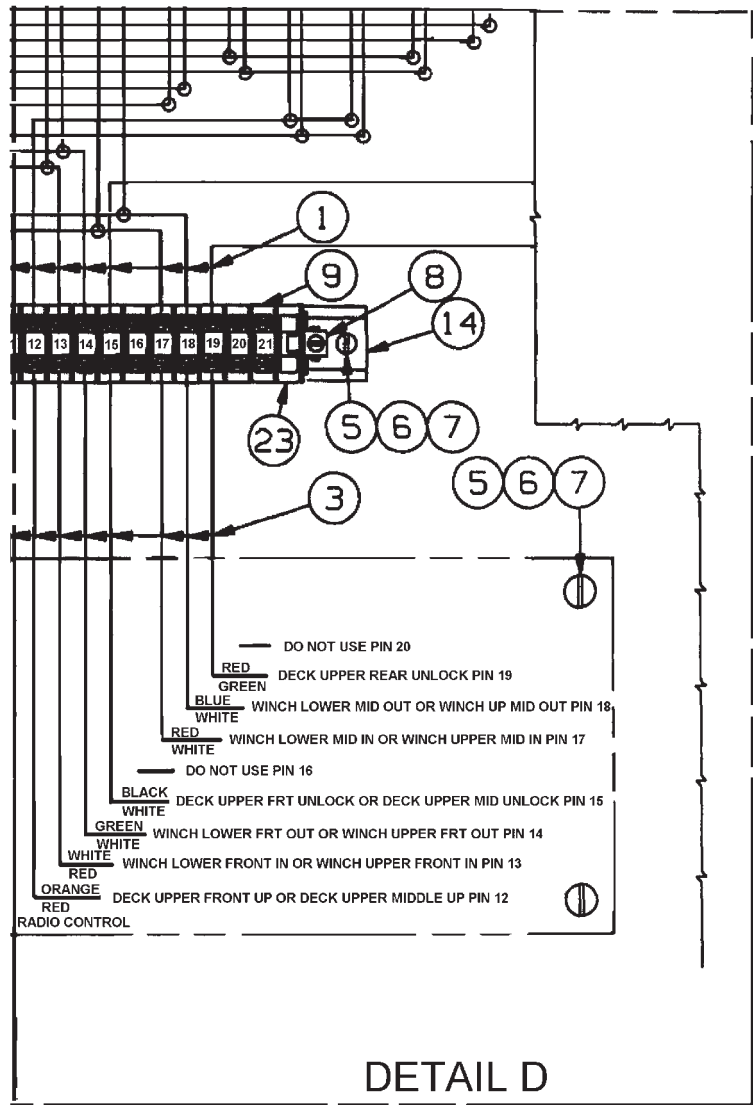 1
9
8
14
1 12 13 14 15 16 17 18 19 20 21
23
5 6 7
5 6 7
3
DO NOT USE PIN 20
RED
GREEN DECK UPPER REAR UNLOCK PIN 19
BLUE
WHITE WINCH LOWER MID OUT OR WINCH UP MID OUT PIN 18
RED
WHITE WINCH LOWER MID IN OR WINCH UPPER MID IN PIN 17
DO NOT USE PIN 16
BLACK
WHITE DECK UPPER FRT UNLOCK OR DECK UPPER MID UNLOCK PIN 15
GREEN
WHITE WINCH LOWER FRT OUT OR WINCH UPPER FRT OUT PIN 14
WHITE
RED WINCH LOWER FRONT IN OR WINCH UPPER FRONT IN PIN 13
ORANGE
RED DECK UPPER FRONT UP OR DECK UPPER MIDDLE UP PIN 12
RADIO CONTROL
DETAIL D